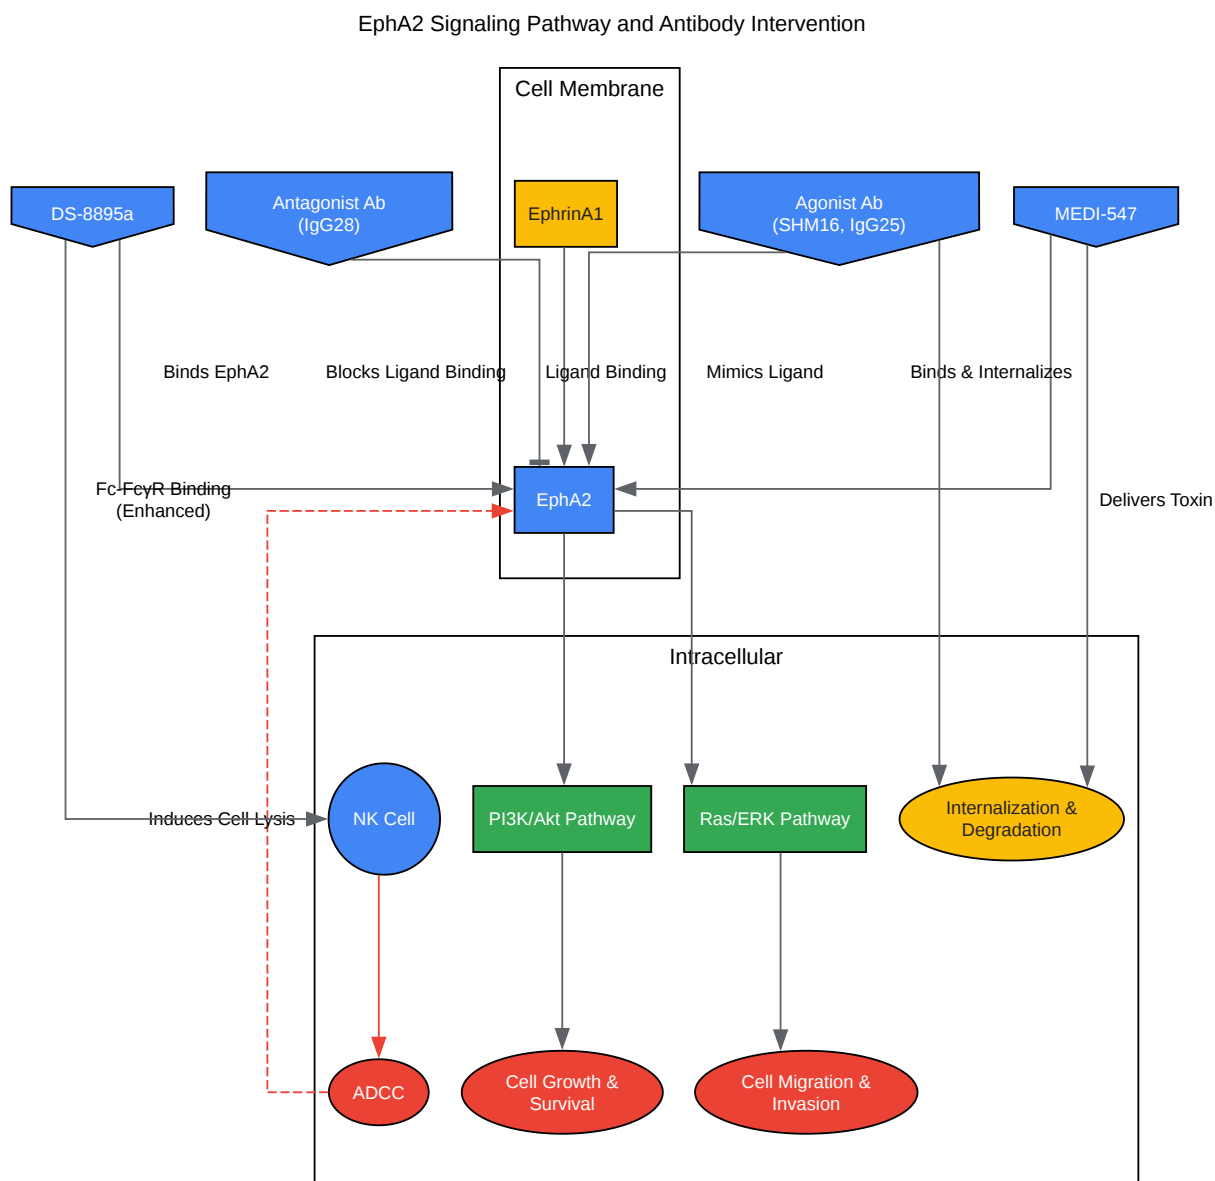 EphA2 Signaling Pathway and Antibody Intervention
Cell Membrane
DS-8895a
Antagonist Ab
(IgG28)
EphrinA1
Agonist Ab
(SHM16, IgG25)
MEDI-547
Binds EphA2
Blocks Ligand Binding
Ligand Binding
Mimics Ligand
Binds & Internalizes
Fc-FcγR Binding
(Enhanced)
EphA2
Delivers Toxin
Intracellular
Induces Cell Lysis
NK Cell
PI3K/Akt Pathway
Ras/ERK Pathway
Internalization &
Degradation
ADCC
Cell Growth &
Survival
Cell Migration &
Invasion